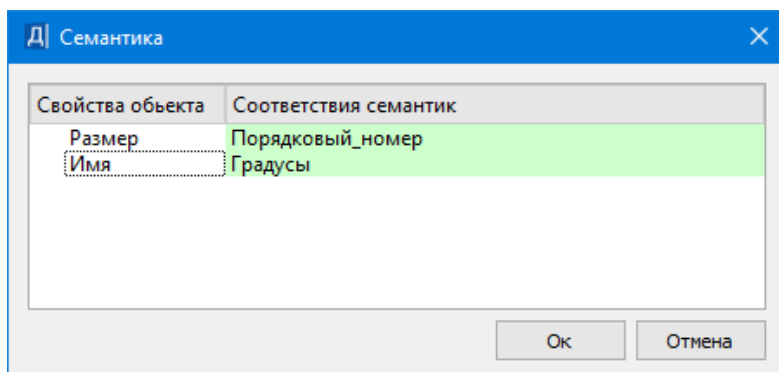 Д Семантика
Свойства обьекта Соответствия семантик
Размер Порядковый_номер
Имя Градусы
Ок Отмена